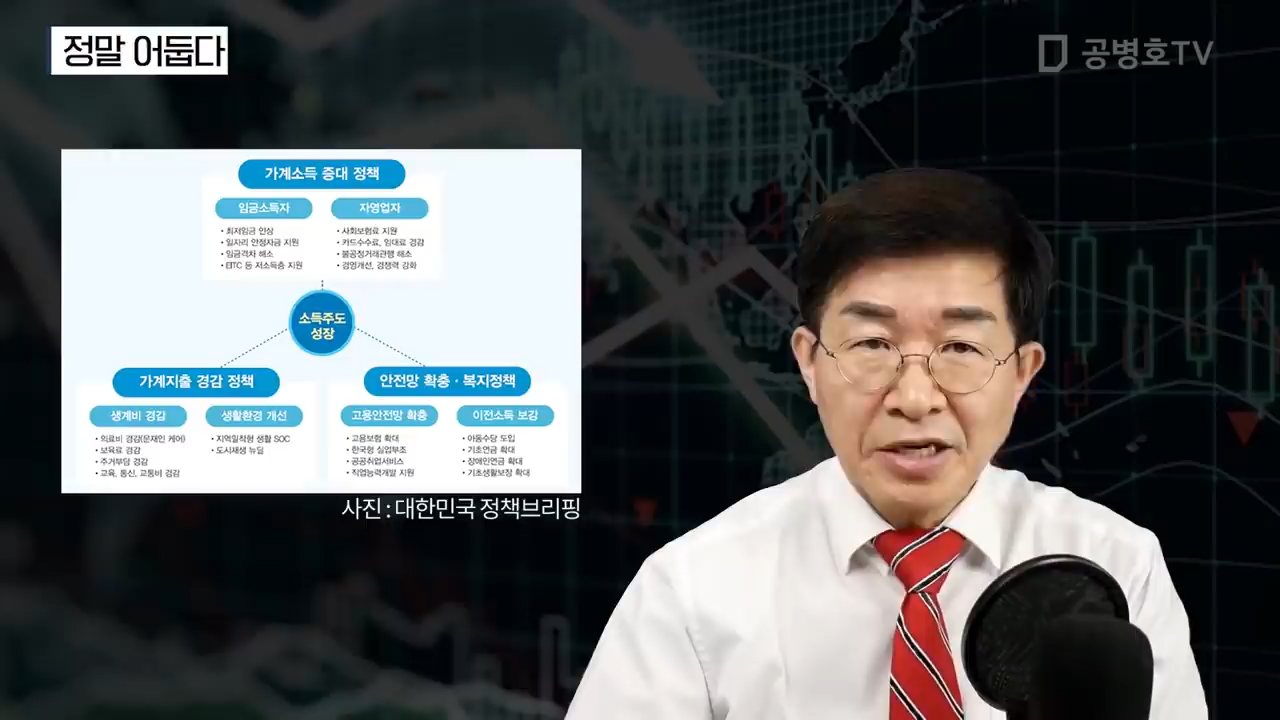 정말 어둡다
공병호TV
가계소득 증대 정책
임금소득자
• 최저임금 인상
• 일자리 안정자금 지원
• 임금격차 해소
• EITC 등 저소득층 지원
자영업자
• 사회보험료 지원
• 카드수수료, 임대료 경감
• 불공정거래관행 해소
• 경영개선, 경쟁력 강화
소득주도
성장
가계지출 경감 정책
생계비 경감
• 의료비 경감(문재인 케어)
• 보육료 경감
• 주거부담 경감
• 교육, 통신, 교통비 경감
생활환경 개선
• 지역밀착형 생활 SOC
• 도시재생 뉴딜
안전망 확충 · 복지정책
고용안전망 확충
• 고용보험 확대
• 한국형 실업부조
• 공공취업서비스
• 직업능력개발 지원
이전소득 보강
• 아동수당 도입
• 기초연금 확대
• 장애인연금 확대
• 기초생활보장 확대
사진 : 대한민국 정책브리핑